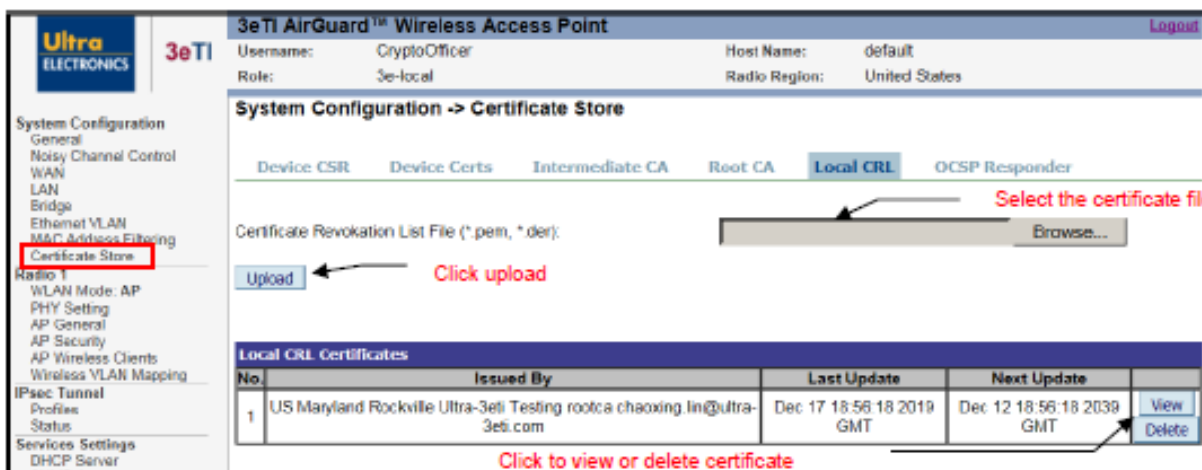 Ultra
ELECTRONICS
3eTI
3eTI AirGuard™ Wireless Access Point
Logout
Username: CryptoOfficer Host Name: default
Role: 3e-local Radio Region: United States
System Configuration -> Certificate Store
System Configuration
General
Noisy Channel Control
WAN
LAN
Bridge
Ethernet VLAN
MAC Address Filtering
Certificate Store
Radio 1
WLAN Mode: AP
PHY Setting
AP General
AP Security
AP Wireless Clients
Wireless VLAN Mapping
IPsec Tunnel
Profiles
Status
Services Settings
DHCP Server
Device CSR Device Certs Intermediate CA Root CA Local CRL OCSP Responder
Select the certificate fil
Certificate Revokation List File (*.pem, *.der): Browse...
Upload
Click upload
Local CRL Certificates
No. Issued By Last Update Next Update
1 US Maryland Rockville Ultra-3eti Testing rootca chaoxing.lin@ultra- Dec 17 18:56:18 2019 Dec 12 18:56:18 2039 View
3eti.com GMT GMT Delete
Click to view or delete certificate